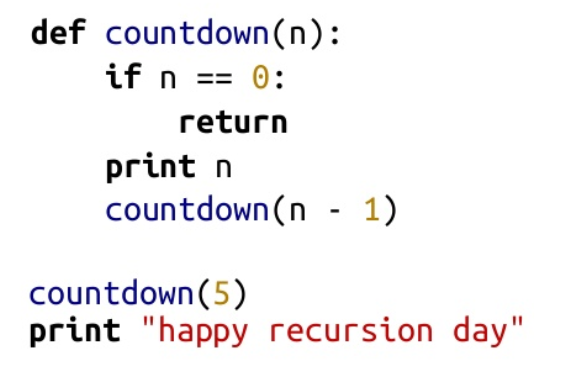 def countdown(n):
    if n == 0:
        return
    print n
    countdown(n - 1)

countdown(5)
print "happy recursion day"